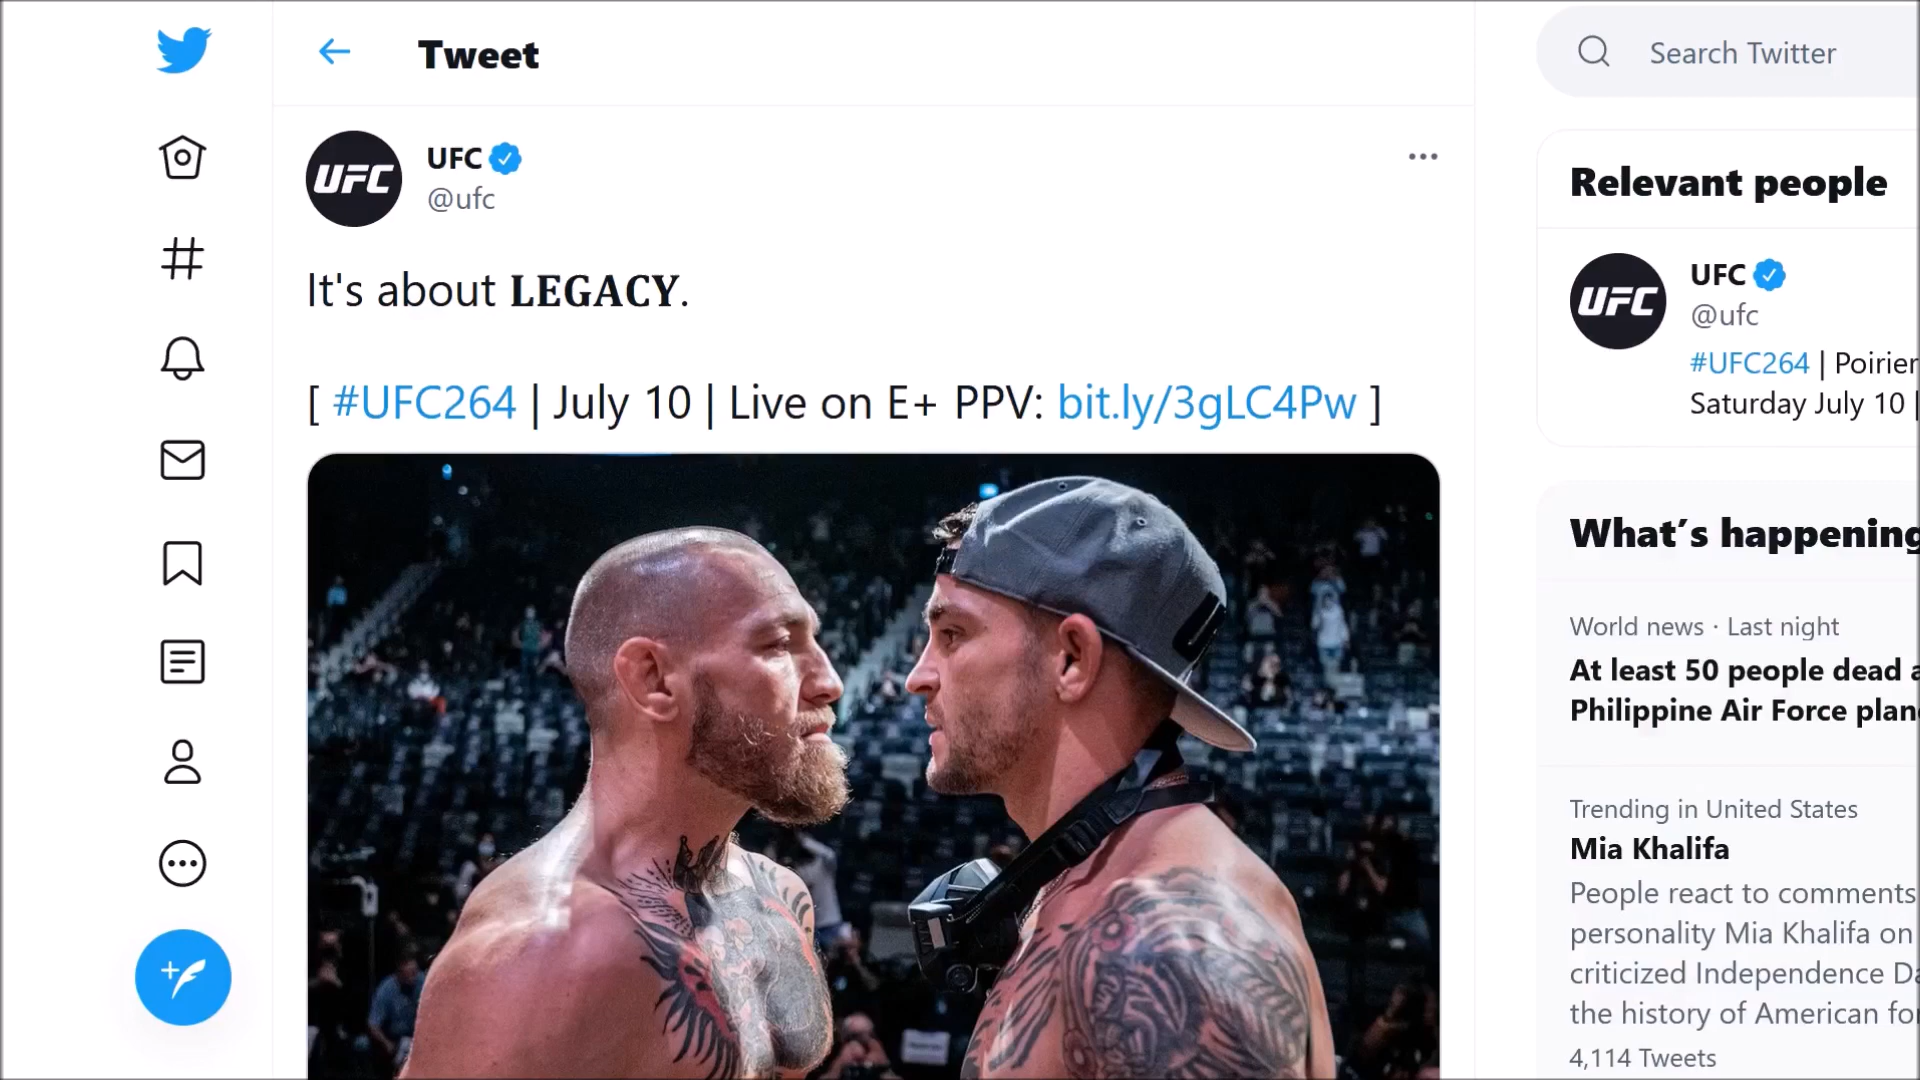 Tweet
Search Twitter
UFC
UFC
@ufc
It's about LEGACY.
[ #UFC264 | July 10 | Live on E+ PPV: bit.ly/3gLC4Pw ]
Relevant people
UFC
UFC
@ufc
#UFC264 | Poirier
Saturday July 10 |
What's happening
World news · Last night
At least 50 people dead a
Philippine Air Force plan
Trending in United States
Mia Khalifa
People react to comments
personality Mia Khalifa on
criticized Independence Da
the history of American for
4,114 Tweets